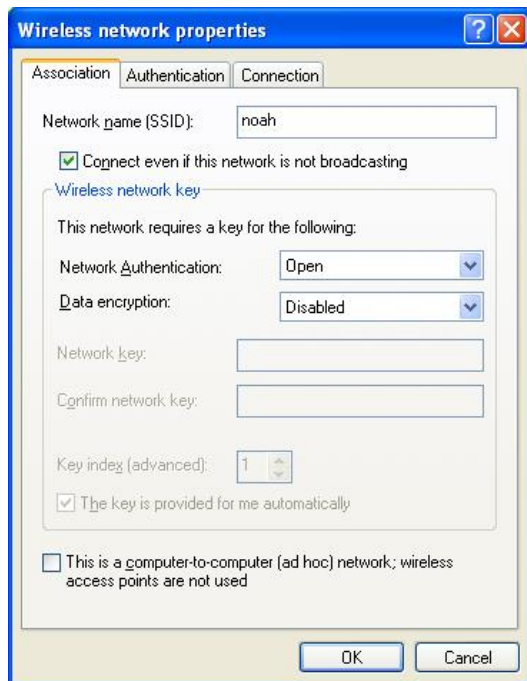 Wireless network properties
Association Authentication Connection
Network name (SSID): noah
Connect even if this network is not broadcasting
Wireless network key
This network requires a key for the following:
Network Authentication: Open
Data encryption: Disabled
Network key:
Confirm network key:
Key index (advanced): 1
The key is provided for me automatically
This is a computer-to-computer (ad hoc) network; wireless
access points are not used
OK Cancel